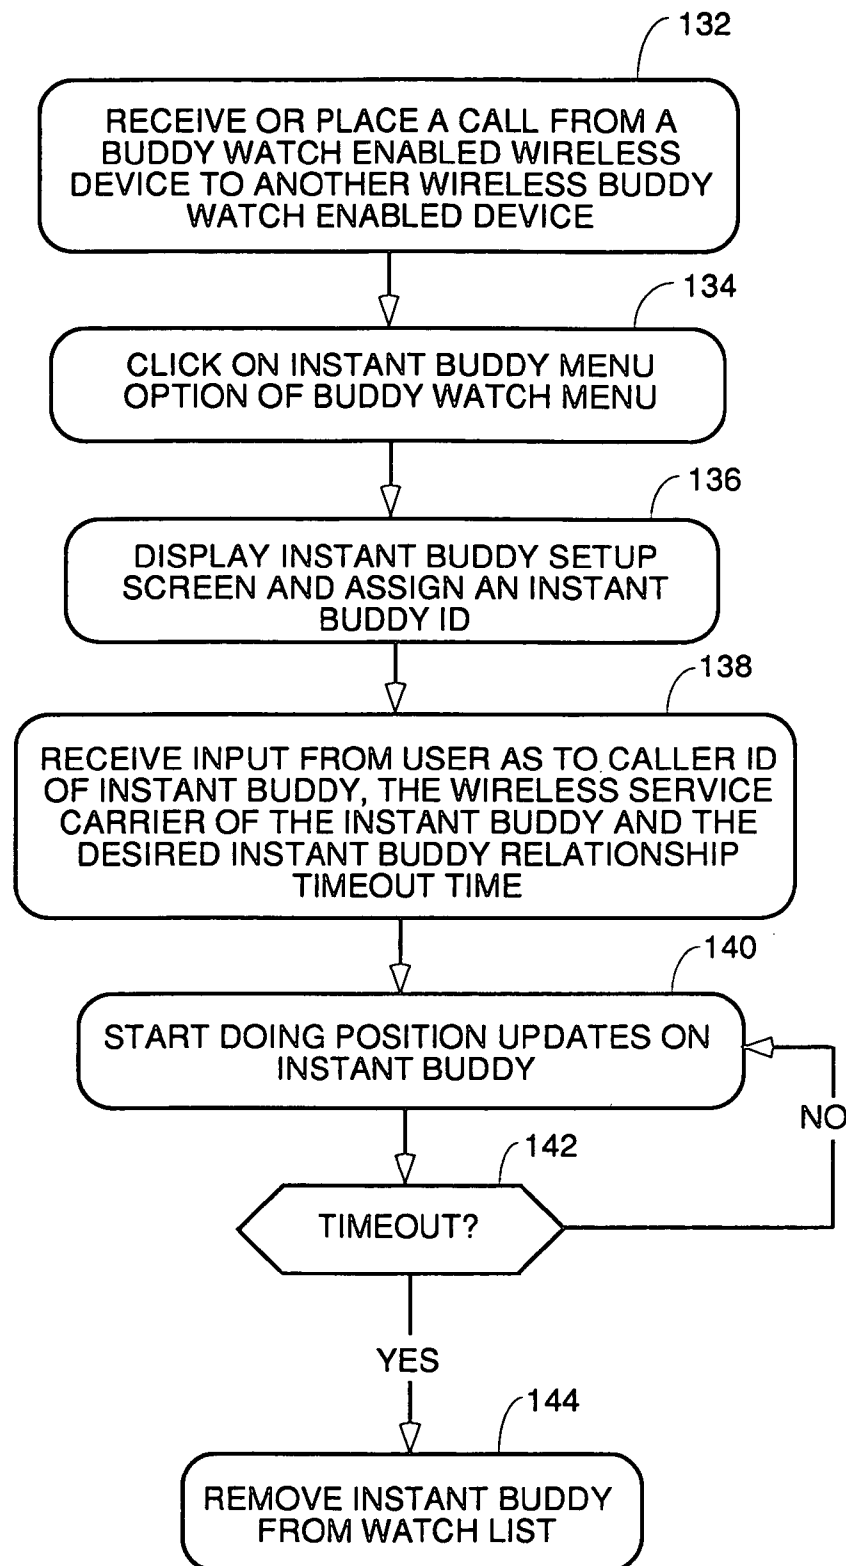 132
RECEIVE OR PLACE A CALL FROM A
BUDDY WATCH ENABLED WIRELESS
DEVICE TO ANOTHER WIRELESS BUDDY
WATCH ENABLED DEVICE
134
CLICK ON INSTANT BUDDY MENU
OPTION OF BUDDY WATCH MENU
136
DISPLAY INSTANT BUDDY SETUP
SCREEN AND ASSIGN AN INSTANT
BUDDY ID
138
RECEIVE INPUT FROM USER AS TO CALLER ID
OF INSTANT BUDDY, THE WIRELESS SERVICE
CARRIER OF THE INSTANT BUDDY AND THE
DESIRED INSTANT BUDDY RELATIONSHIP
TIMEOUT TIME
140
START DOING POSITION UPDATES ON
INSTANT BUDDY
NO
142
TIMEOUT?
YES
144
REMOVE INSTANT BUDDY
FROM WATCH LIST